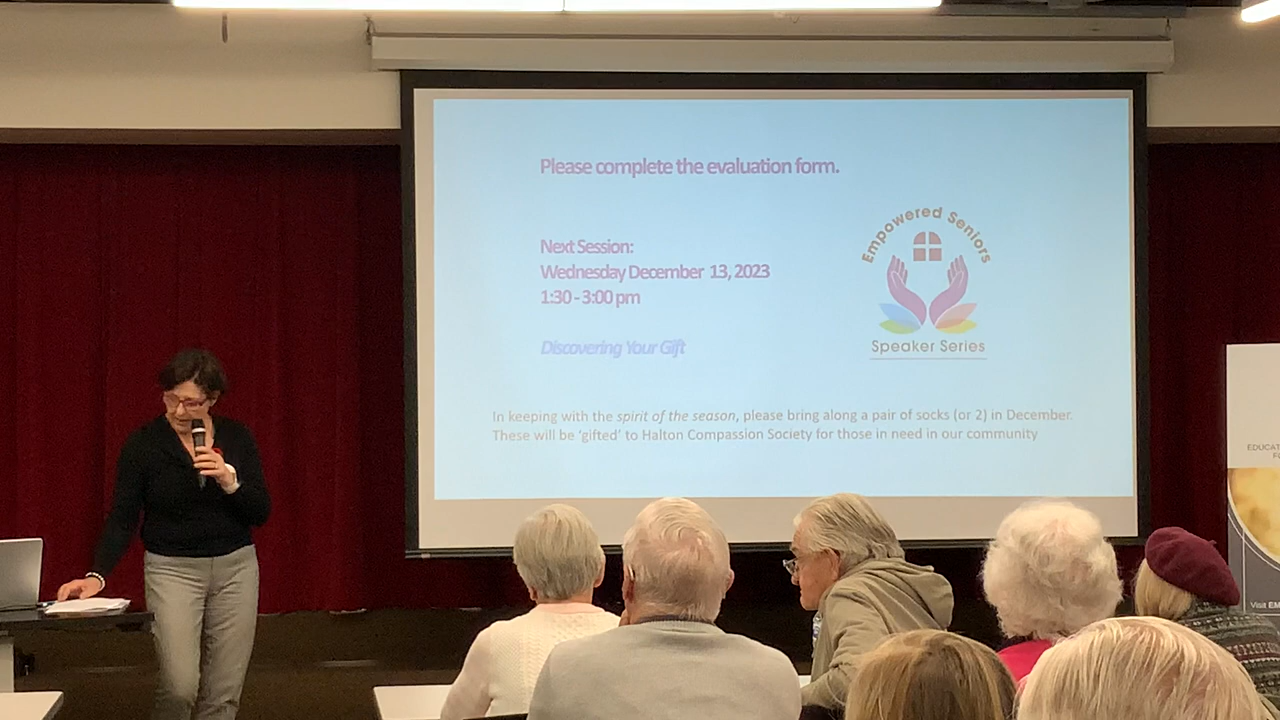 Please complete the evaluation form.
Next Session:
Wednesday December 13, 2023
1:30 - 3:00 pm
Discovering Your Gift
Empowered Seniors
Speaker Series
In keeping with the spirit of the season, please bring along a pair of socks (or 2) in December.
These will be 'gifted' to Halton Compassion Society for those in need in our community
Visit